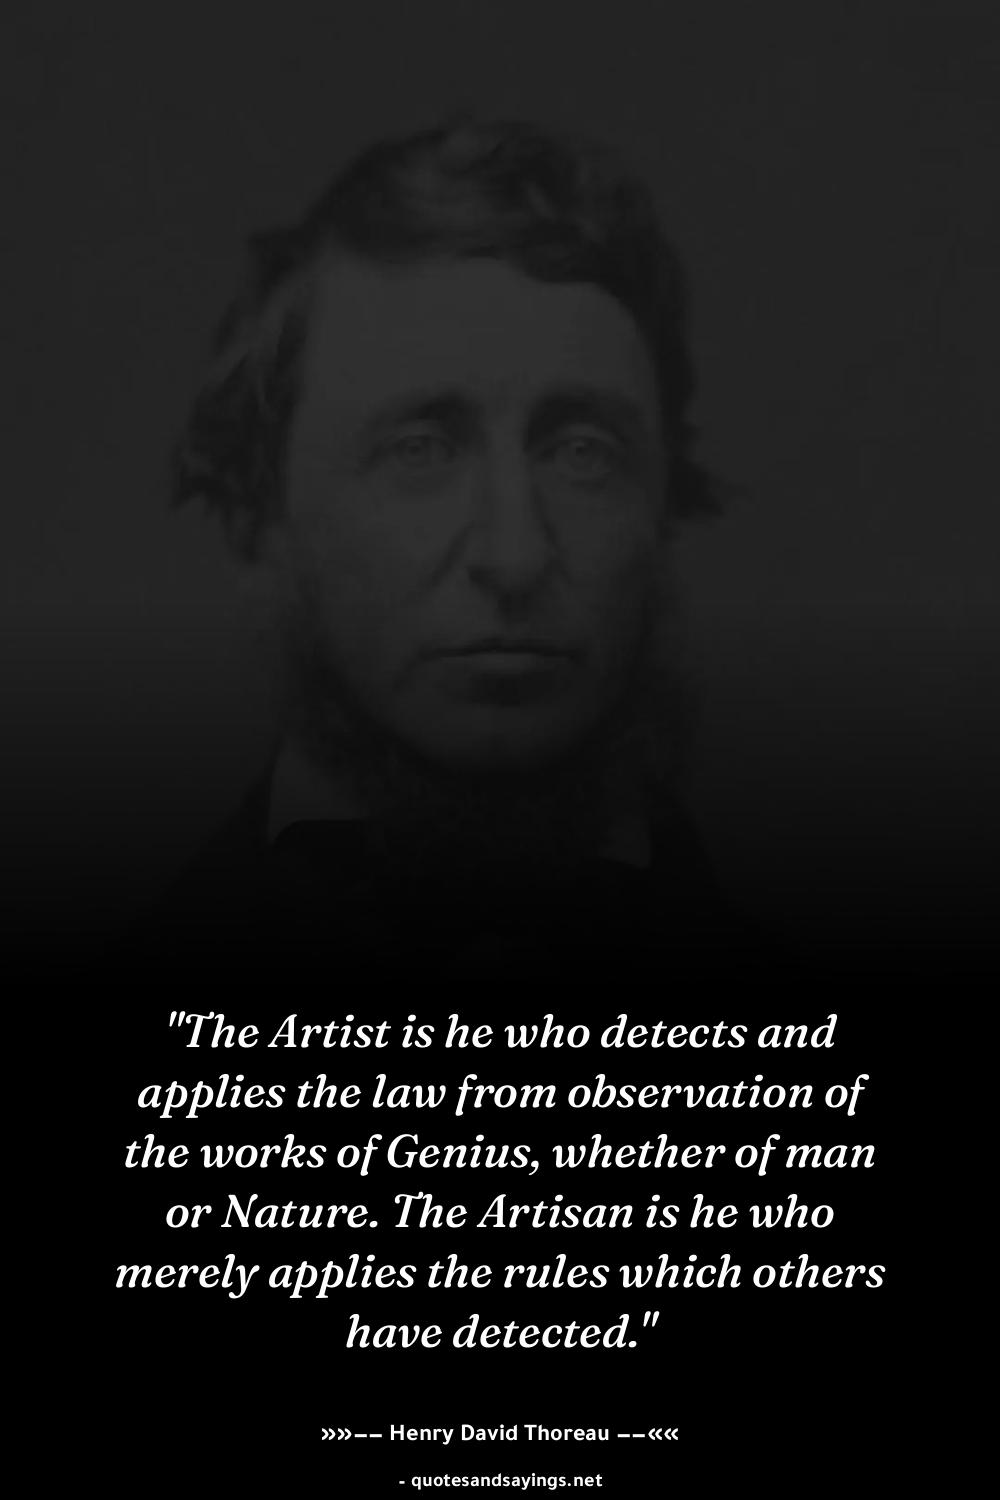 "The Artist is he who detects and
applies the law from observation of
the works of Genius, whether of man
or Nature. The Artisan is he who
merely applies the rules which others
have detected."
»»−− Henry David Thoreau −−««
- quotesandsayings.net